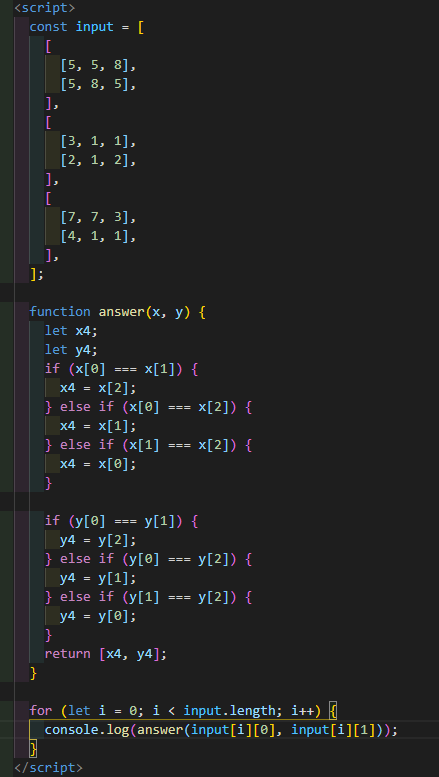 <script>
const input = [
[
[5, 5, 8],
[5, 8, 5],
],
[
[3, 1, 1],
[2, 1, 2],
],
[
[7, 7, 3],
[4, 1, 1],
],
];
function answer(x, y) {
let x4;
let y4;
if (x[0] === x[1]) {
x4 = x[2];
} else if (x[0] === x[2]) {
x4 = x[1];
} else if (x[1] === x[2]) {
x4 = x[0];
}
if (y[0] === y[1]) {
y4 = y[2];
} else if (y[0] === y[2]) {
y4 = y[1];
} else if (y[1] === y[2]) {
y4 = y[0];
}
return [x4, y4];
}
for (let i = 0; i < input.length; i++) {
console.log(answer(input[i][0], input[i][1]));
}
</script>